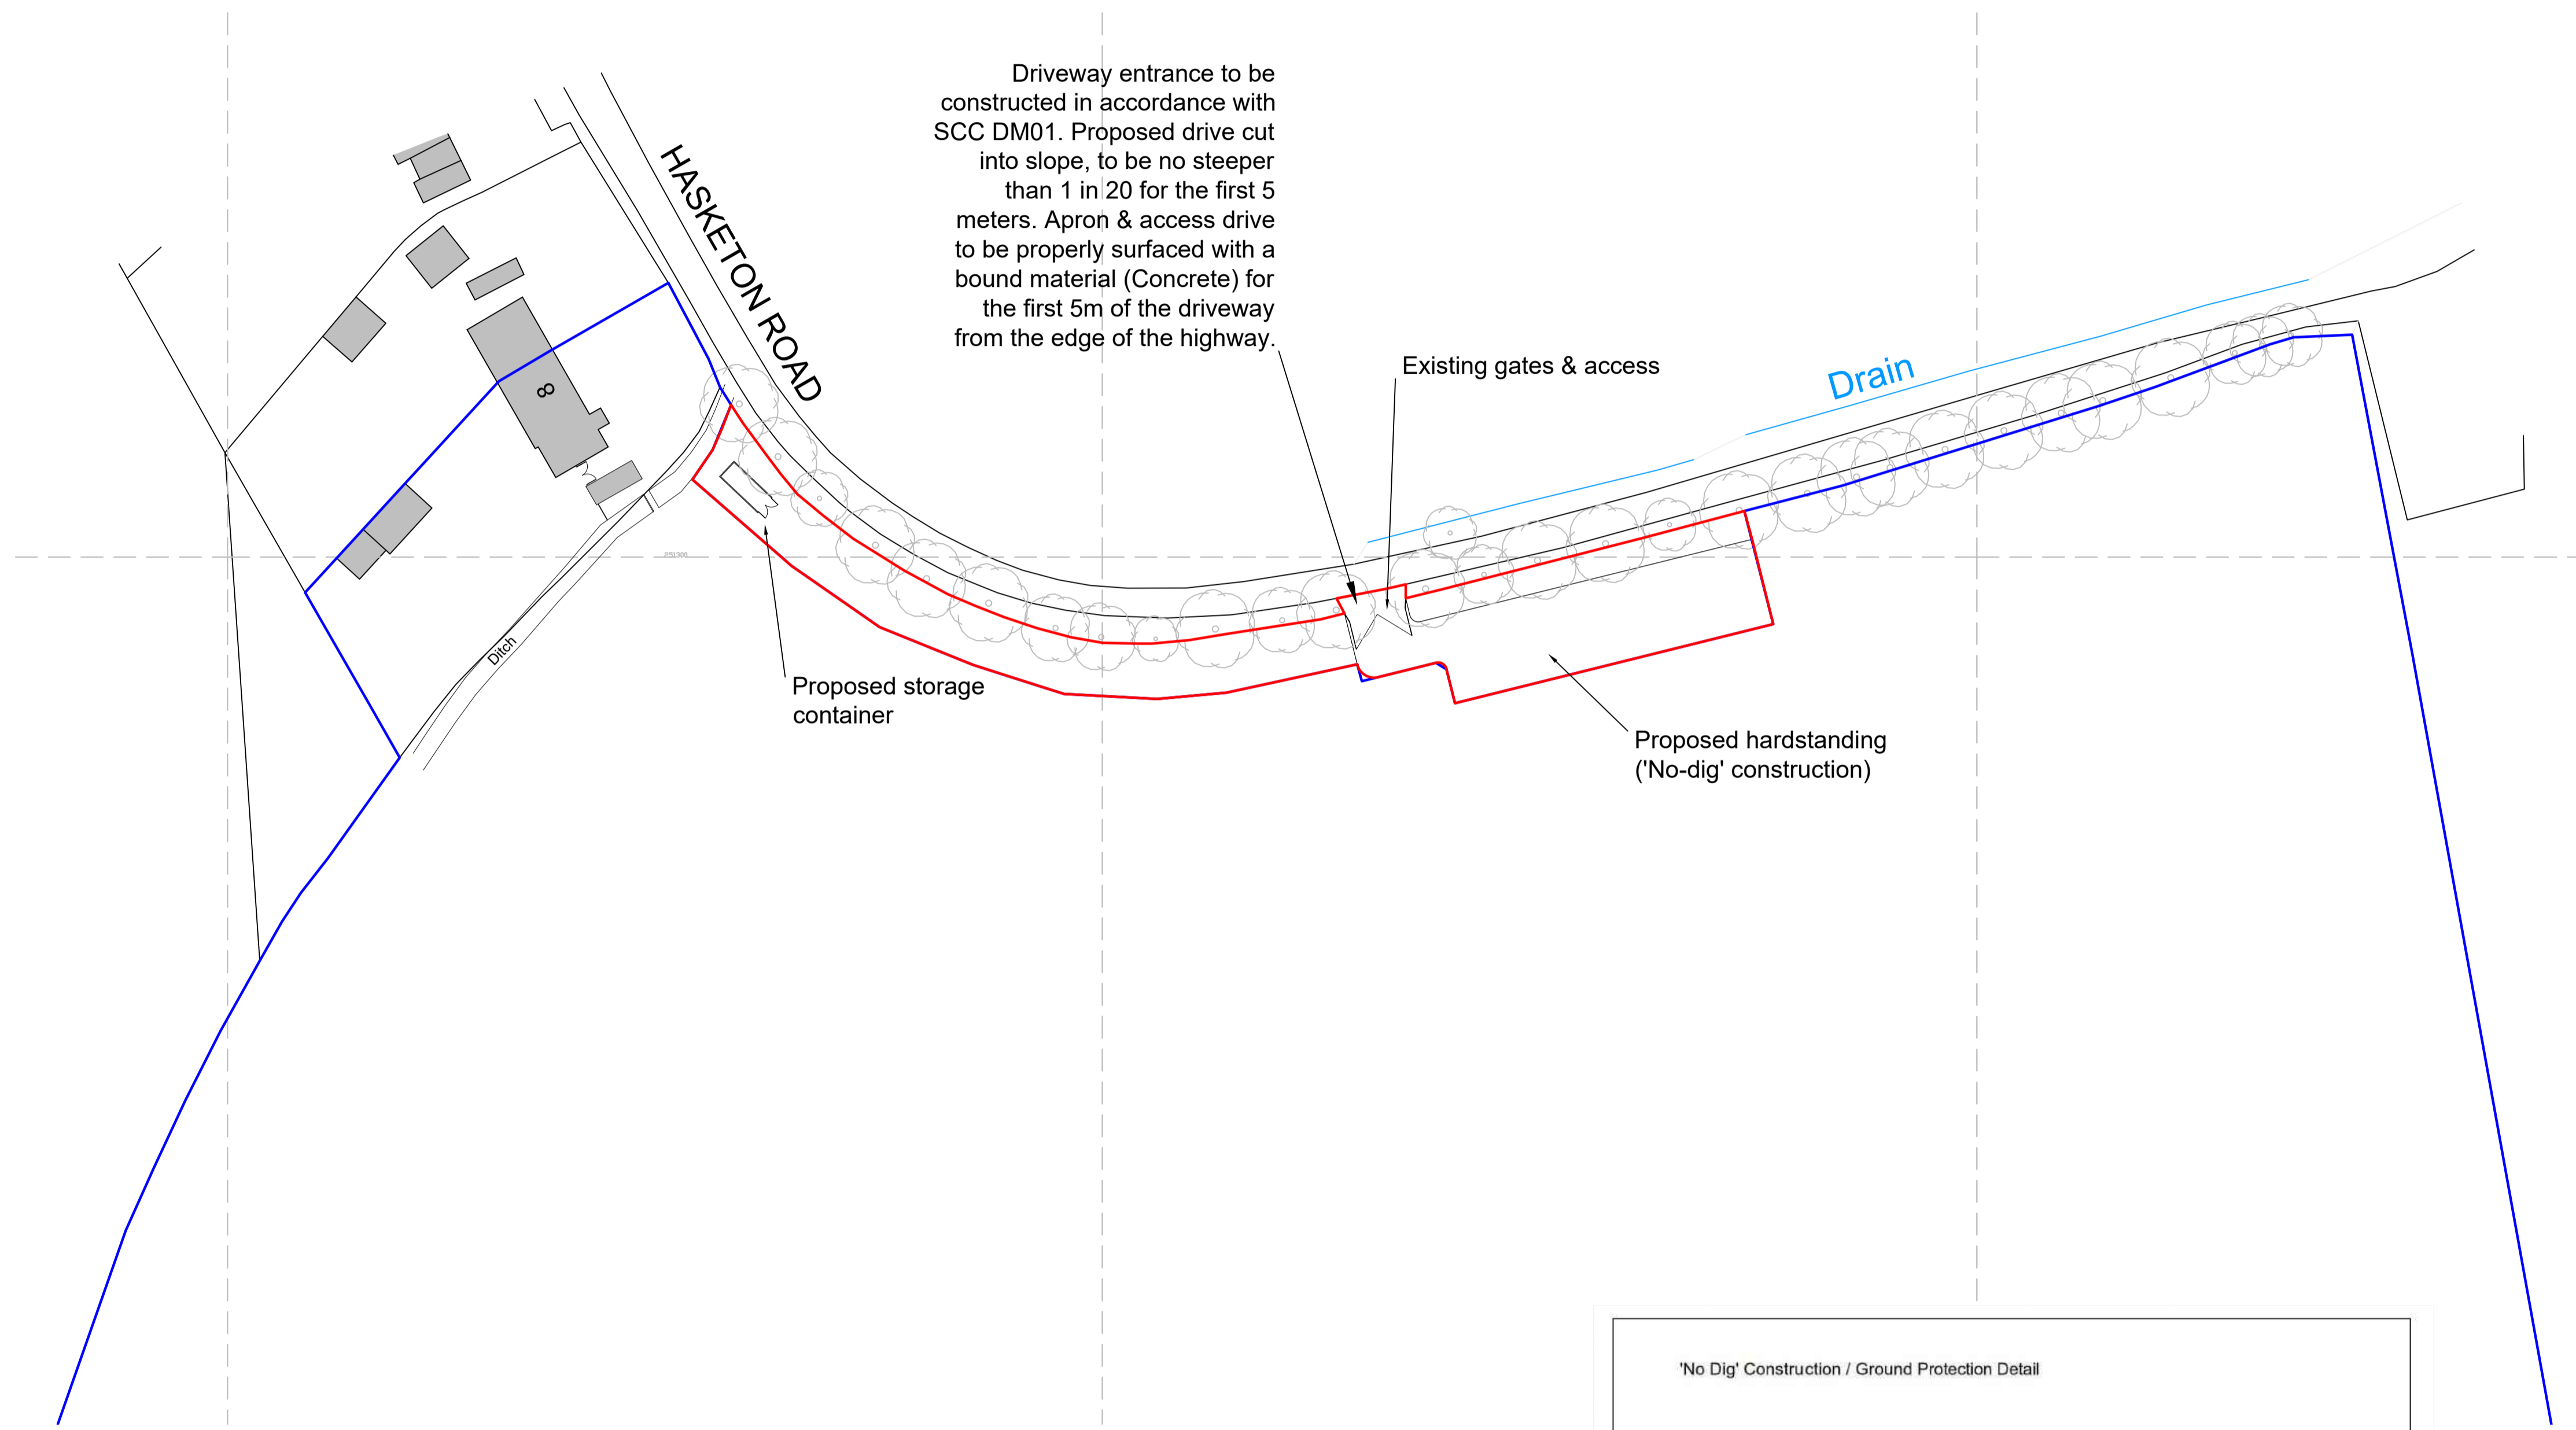 Driveway entrance to be
constructed in accordance with
SCC DM01. Proposed drive cut
into slope, to be no steeper
than 1 in 20 for the first 5
meters. Apron & access drive
to be properly surfaced with a
bound material (Concrete) for
the first 5m of the driveway
from the edge of the highway.
HASKETON ROAD
Existing gates & access
Drain
8
Ditch
Proposed storage
container
Proposed hardstanding
('No-dig' construction)
'No Dig' Construction / Ground Protection Detail